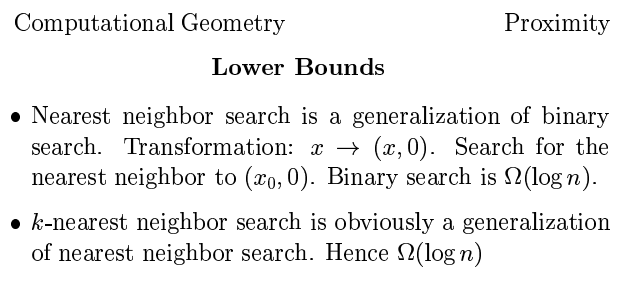 Computational Geometry Proximity
Lower Bounds
• Nearest neighbor search is a generalization of binary
search. Transformation: x → (x, 0). Search for the
nearest neighbor to (x₀, 0). Binary search is Ω(log n).
• k-nearest neighbor search is obviously a generalization
of nearest neighbor search. Hence Ω(log n)